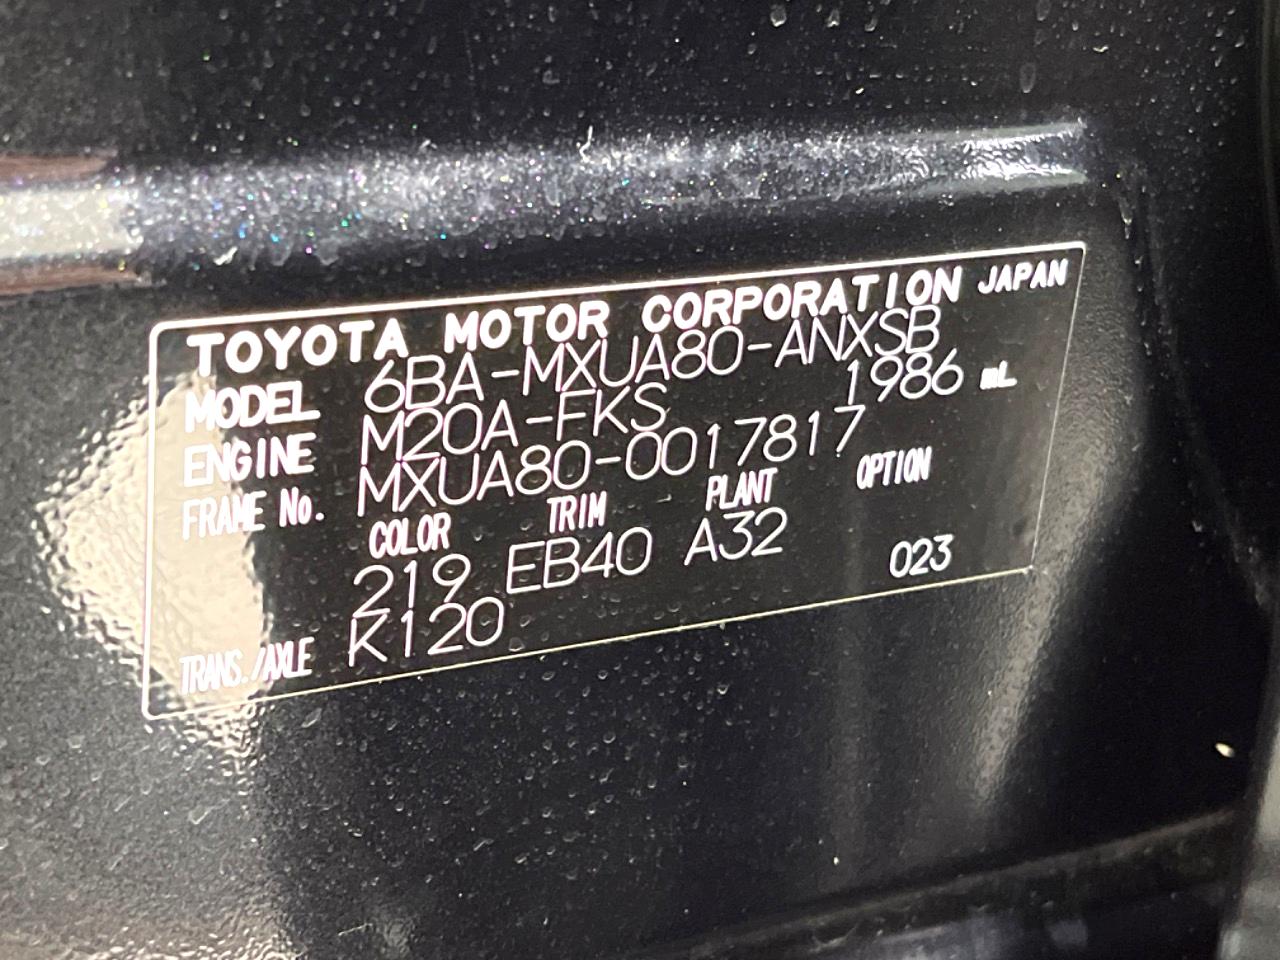 TOYOTA MOTOR CORPORATION JAPAN
MODEL 6BA-MXUA80-ANXSB
ENGINE M20A-FKS 1986 mL
FRAME No. MXUA80-0017817
COLOR TRIM PLANT OPTION
219 EB40 A32 023
TRANS./AXLE K120